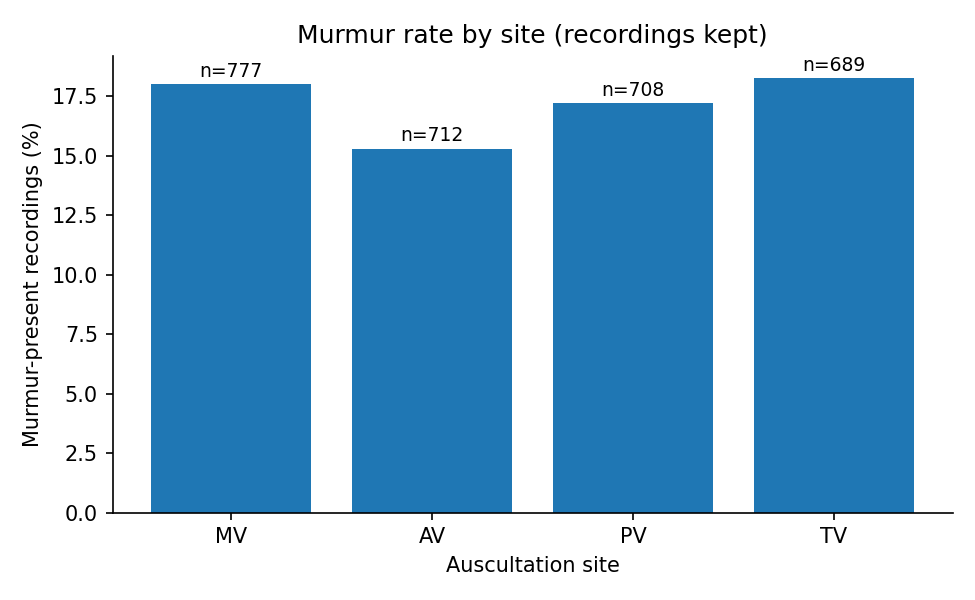 Murmur rate by site (recordings kept)
n=777
n=712
n=708
n=689
Murmur-present recordings (%)
17.5
15.0
12.5
10.0
7.5
5.0
2.5
0.0
MV
AV
PV
TV
Auscultation site